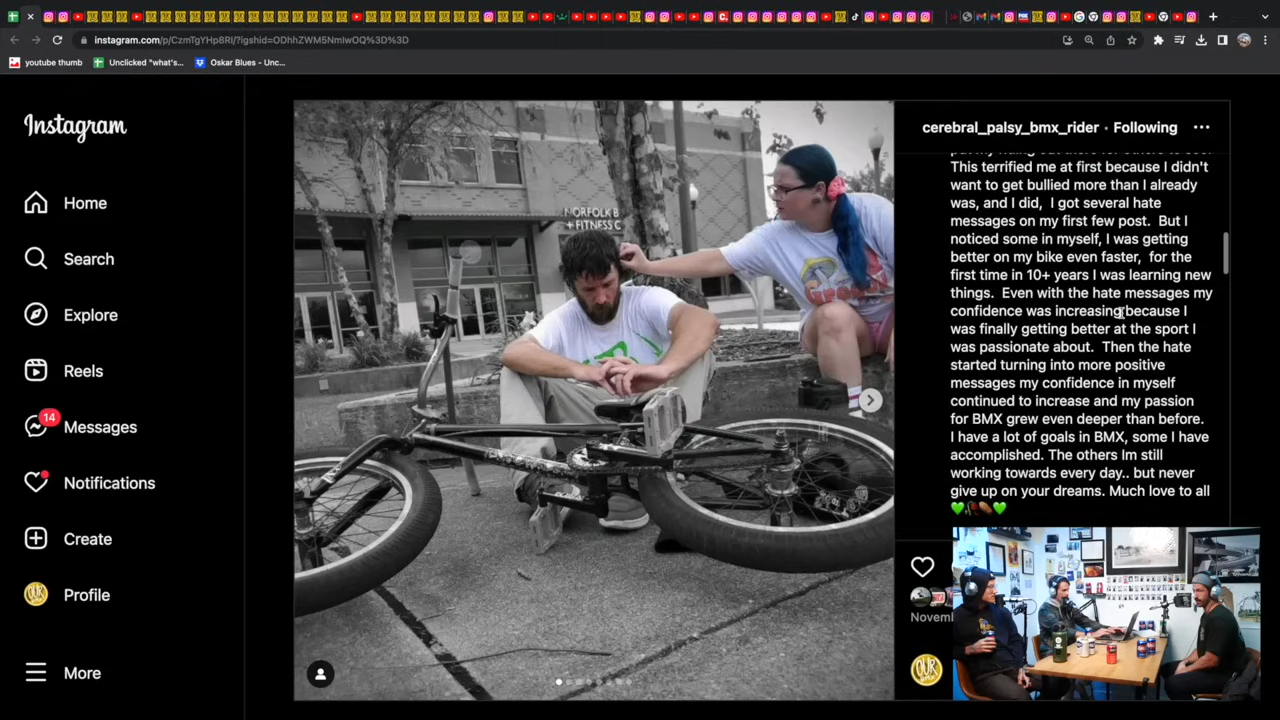 instagram.com/p/CzmTgYHp8RI/?igshid=ODhhZWM5NmIwOQ%3D%3D
youtube thumb
Unclicked "what's...
Oskar Blues - Unc...
Instagram
Home
Search
Explore
Reels
14
Messages
Notifications
Create
Profile
More
NORFOLK B
+ FITNESS C
cerebral_palsy_bmx_rider • Following
This terrified me at first because I didn't
want to get bullied more than I already
was, and I did,  I got several hate
messages on my first few post.  But I
noticed some in myself, I was getting
better on my bike even faster,  for the
first time in 10+ years I was learning new
things.  Even with the hate messages my
confidence was increasing because I
was finally getting better at the sport I
was passionate about.  Then the hate
started turning into more positive
messages my confidence in myself
continued to increase and my passion
for BMX grew even deeper than before.
I have a lot of goals in BMX, some I have
accomplished. The others Im still
working towards every day.. but never
give up on your dreams. Much love to all
💚🥀🏈💚
Novemb
OUR